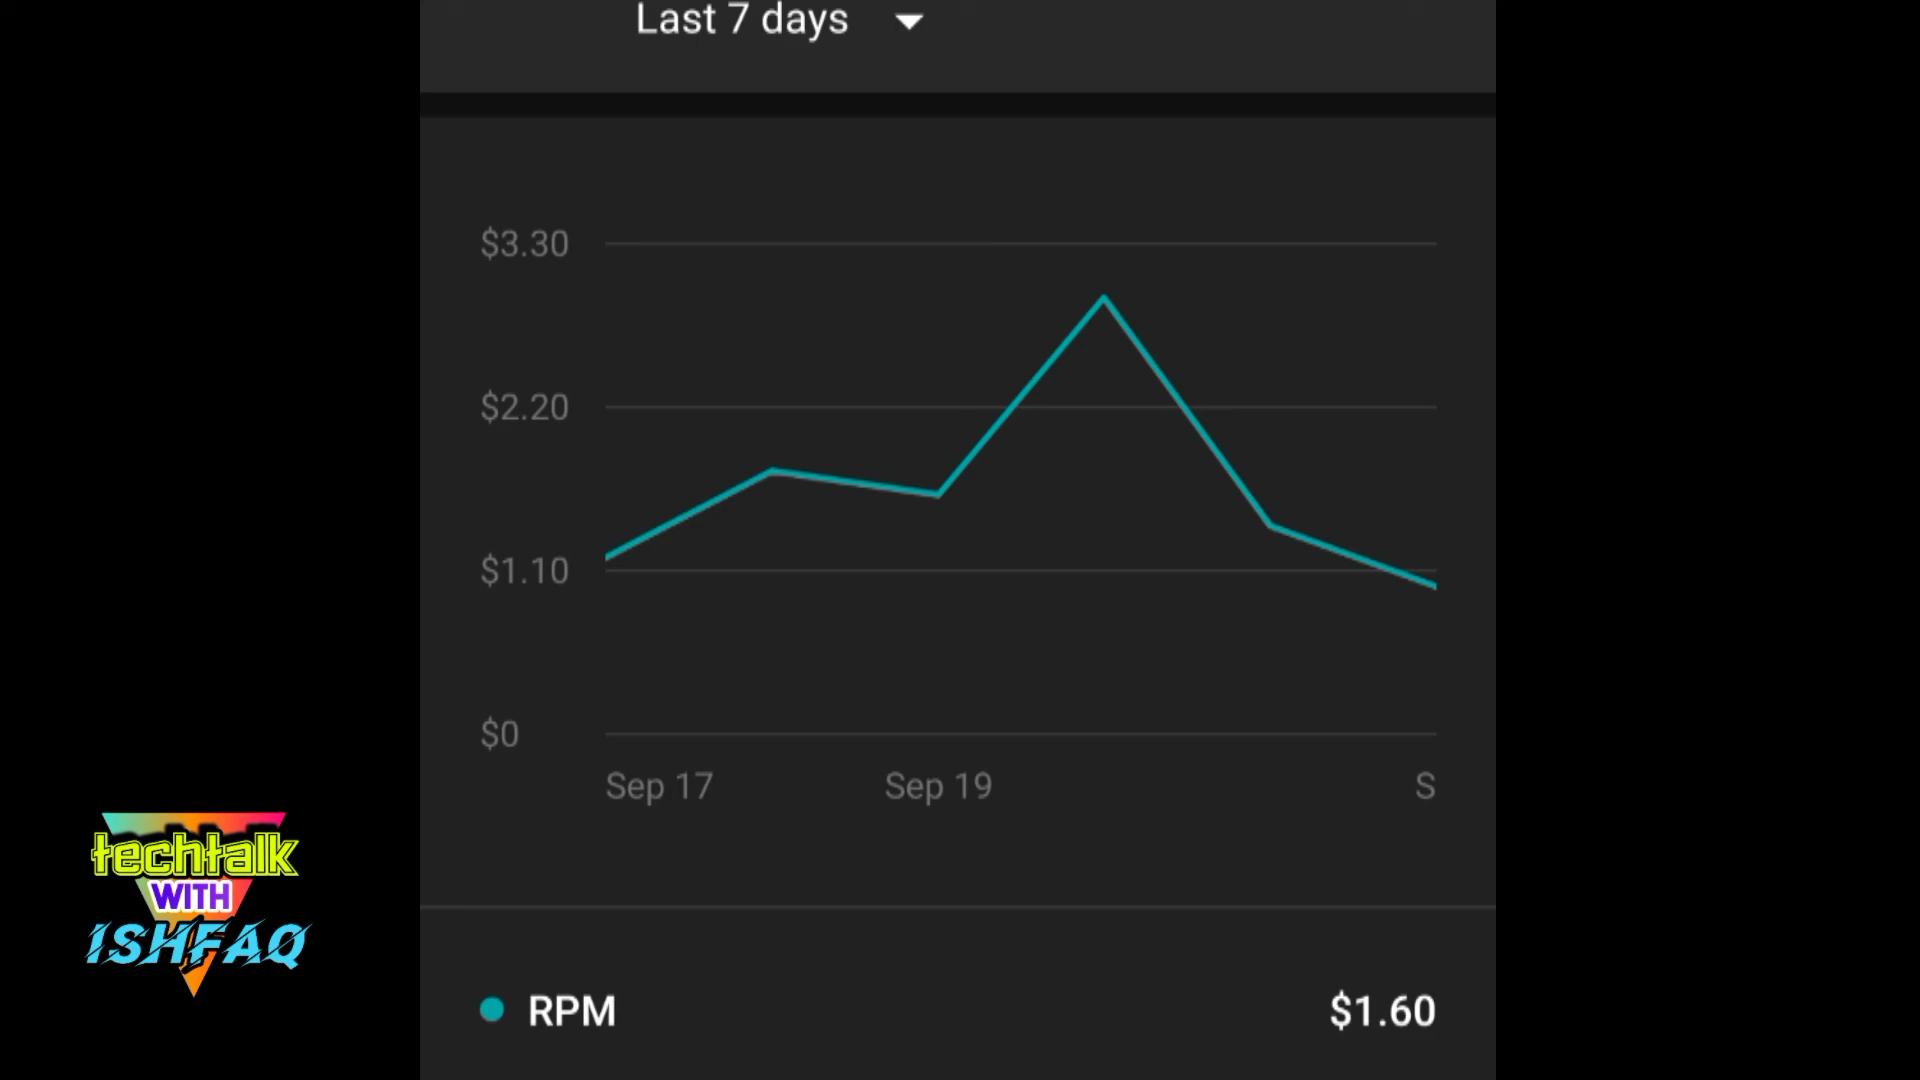 Last 7 days
$3.30
$2.20
$1.10
$0
Sep 17 Sep 19 S
techtalk
WITH
ISHFAQ
RPM $1.60